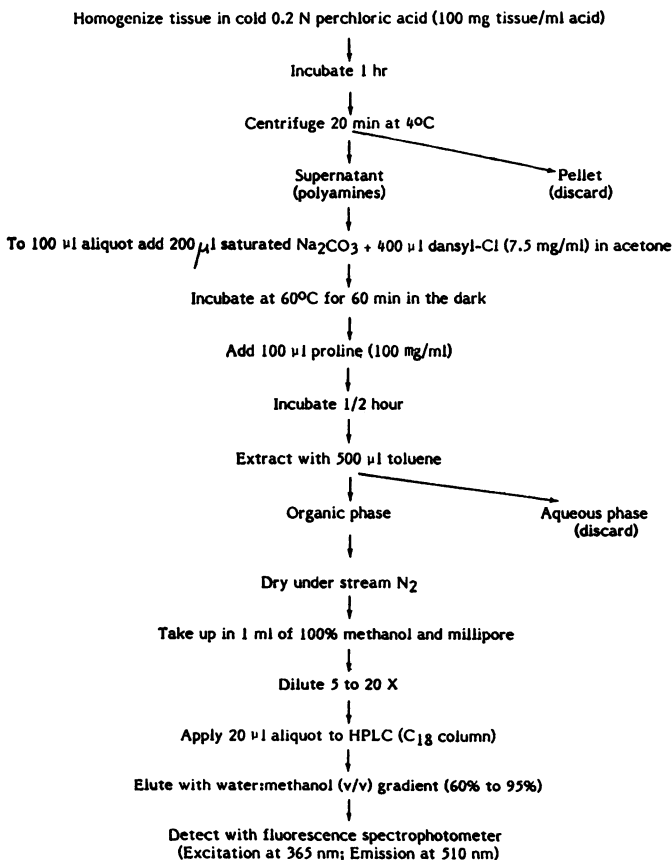 Homogenize tissue in cold 0.2 N perchloric acid (100 mg tissue/ml acid)
Incubate 1 hr
Centrifuge 20 min at 4ºC
Supernatant
(polyamines)
Pellet
(discard)
To 100 µl aliquot add 200 µl saturated Na₂CO₃ + 400 µl dansyl-Cl (7.5 mg/ml) in acetone
Incubate at 60ºC for 60 min in the dark
Add 100 µl proline (100 mg/ml)
Incubate 1/2 hour
Extract with 500 µl toluene
Organic phase
Aqueous phase
(discard)
Dry under stream N₂
Take up in 1 ml of 100% methanol and millipore
Dilute 5 to 20 X
Apply 20 µl aliquot to HPLC (C₁₈ column)
Elute with water:methanol (v/v) gradient (60% to 95%)
Detect with fluorescence spectrophotometer
(Excitation at 365 nm; Emission at 510 nm)